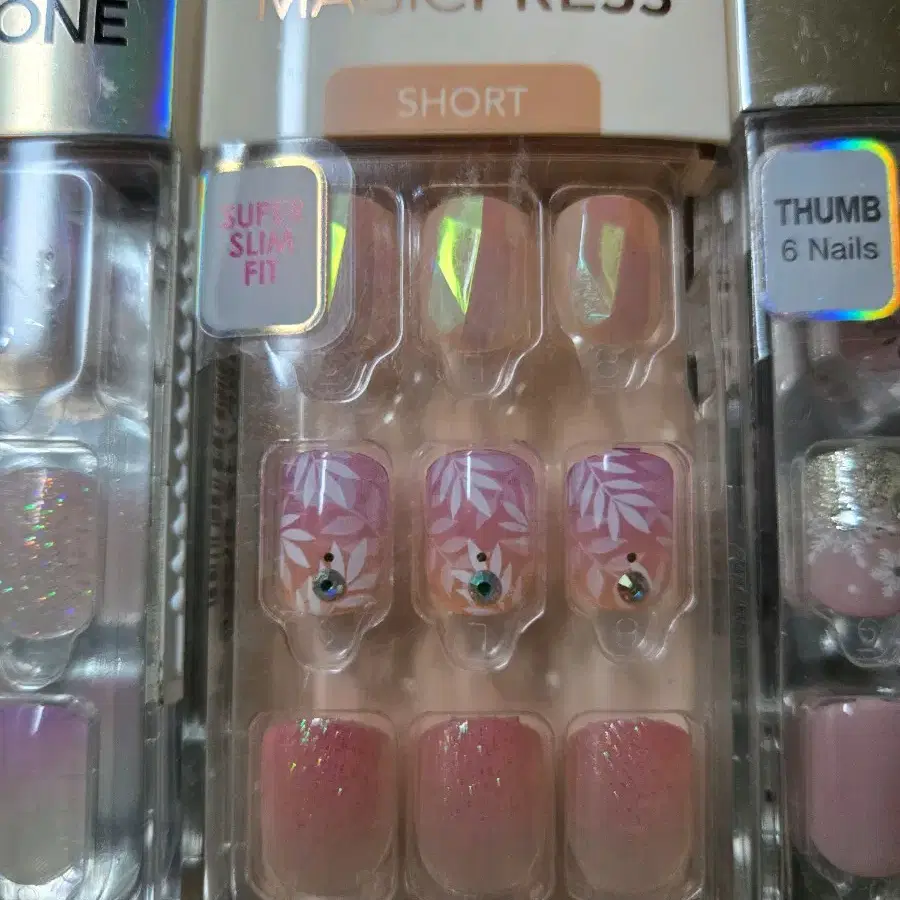 ONE
MAGICPRESS
SHORT
SUPER
SLIM
FIT
THUMB
6 Nails